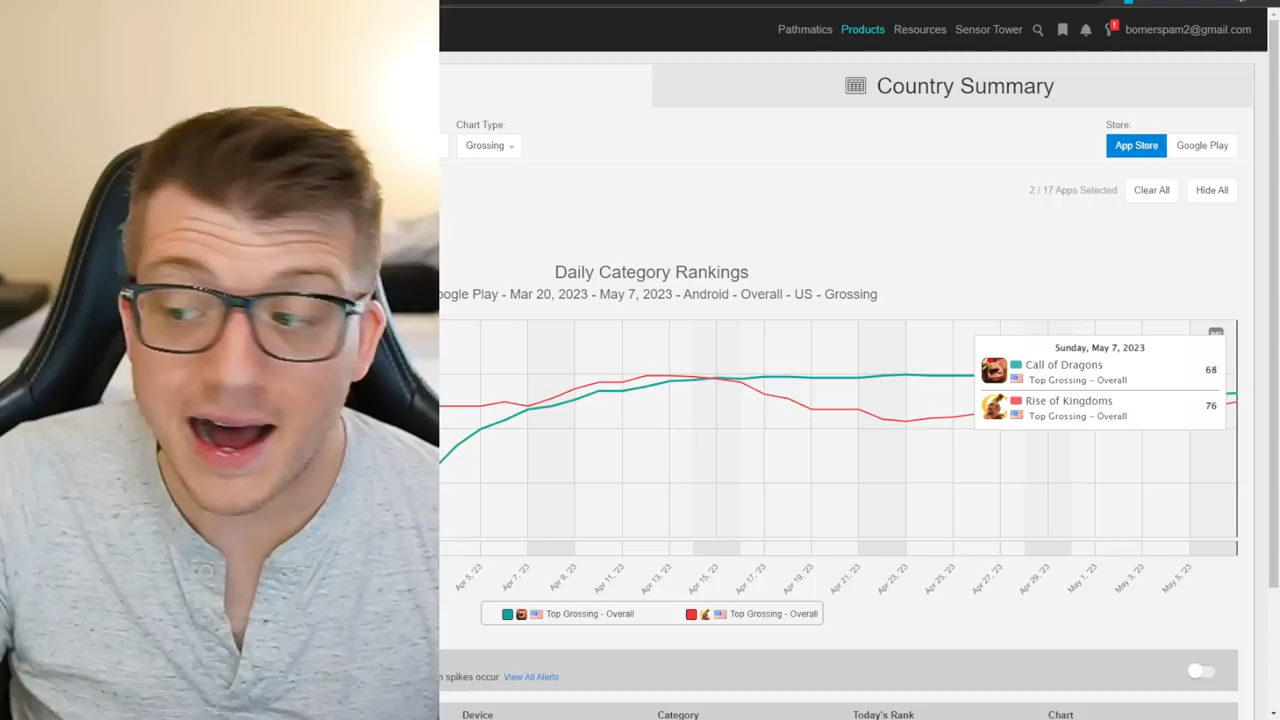 Pathmatics Products Resources Sensor Tower bomerspam2@gmail.com
Country Summary
Chart Type:
Store:
Grossing
App Store Google Play
2 / 17 Apps Selected Clear All Hide All
Daily Category Rankings
oogle Play - Mar 20, 2023 - May 7, 2023 - Android - Overall - US - Grossing
Sunday, May 7, 2023
Call of Dragons 68
Top Grossing - Overall
Rise of Kingdoms 76
Top Grossing - Overall
Apr 5, '23 Apr 7, '23 Apr 9, '23 Apr 11, '23 Apr 13, '23 Apr 15, '23 Apr 17, '23 Apr 19, '23 Apr 21, '23 Apr 23, '23 Apr 25, '23 Apr 27, '23 Apr 29, '23 May 1, '23 May 3, '23 May 5, '23
Top Grossing - Overall Top Grossing - Overall
n spikes occur. View All Alerts
Device Category Today's Rank Chart